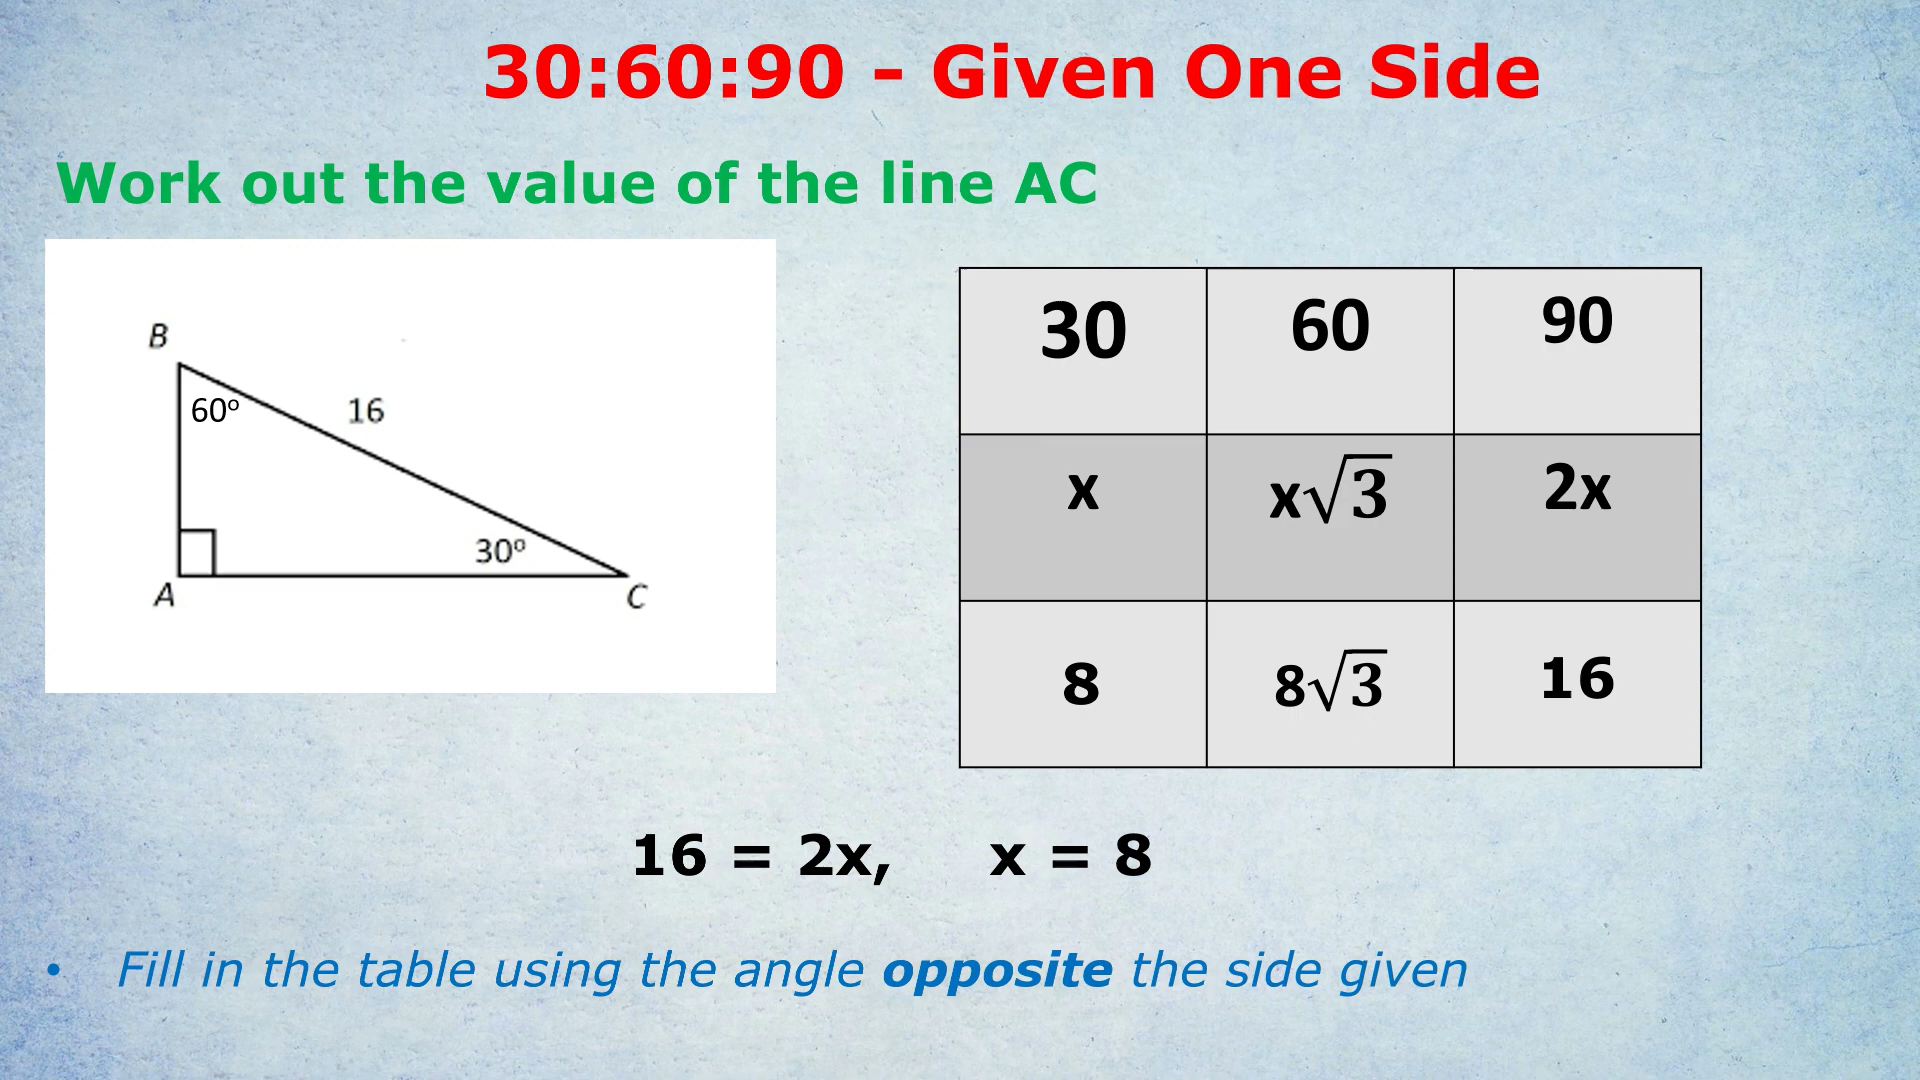 30:60:90 – Given One Side
Work out the value of the line AC
B
60º
16
30º
A
C
30 60 90
x x√3 2x
8 8√3 16
16 = 2x, x = 8
• Fill in the table using the angle opposite the side given